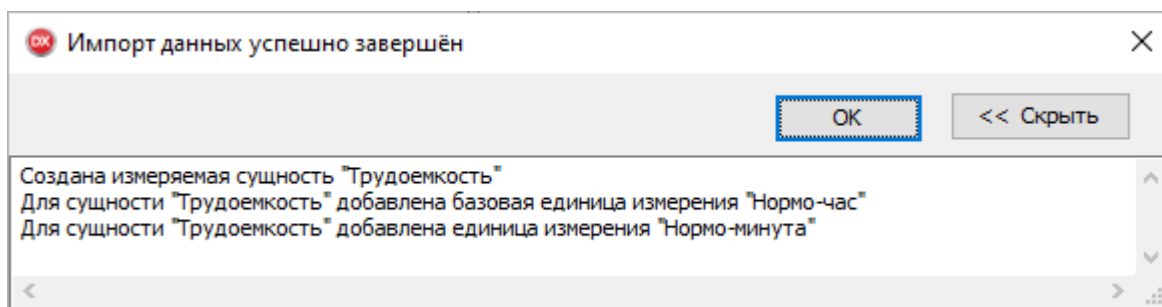 DX Импорт данных успешно завершён
OK
<< Скрыть
Создана измеряемая сущность "Трудоемкость"
Для сущности "Трудоемкость" добавлена базовая единица измерения "Нормо-час"
Для сущности "Трудоемкость" добавлена единица измерения "Нормо-минута"